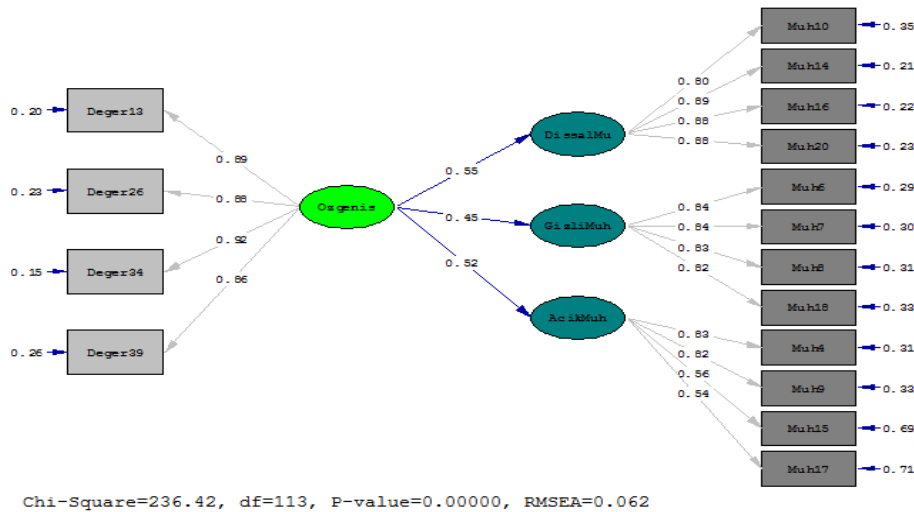 0.20 Deger13
0.23 Deger26
0.15 Deger34
0.26 Deger39
0.89
0.88
0.92
0.86
Ozgenis
0.55
0.45
0.52
DissalMu
GizliMuh
AcikMuh
0.80
0.89
0.88
0.88
0.84
0.84
0.83
0.82
0.83
0.82
0.56
0.54
Muh10 0.35
Muh14 0.21
Muh16 0.22
Muh20 0.23
Muh6 0.29
Muh7 0.30
Muh8 0.31
Muh18 0.33
Muh4 0.31
Muh9 0.33
Muh15 0.69
Muh17 0.71
Chi-Square=236.42, df=113, P-value=0.00000, RMSEA=0.062